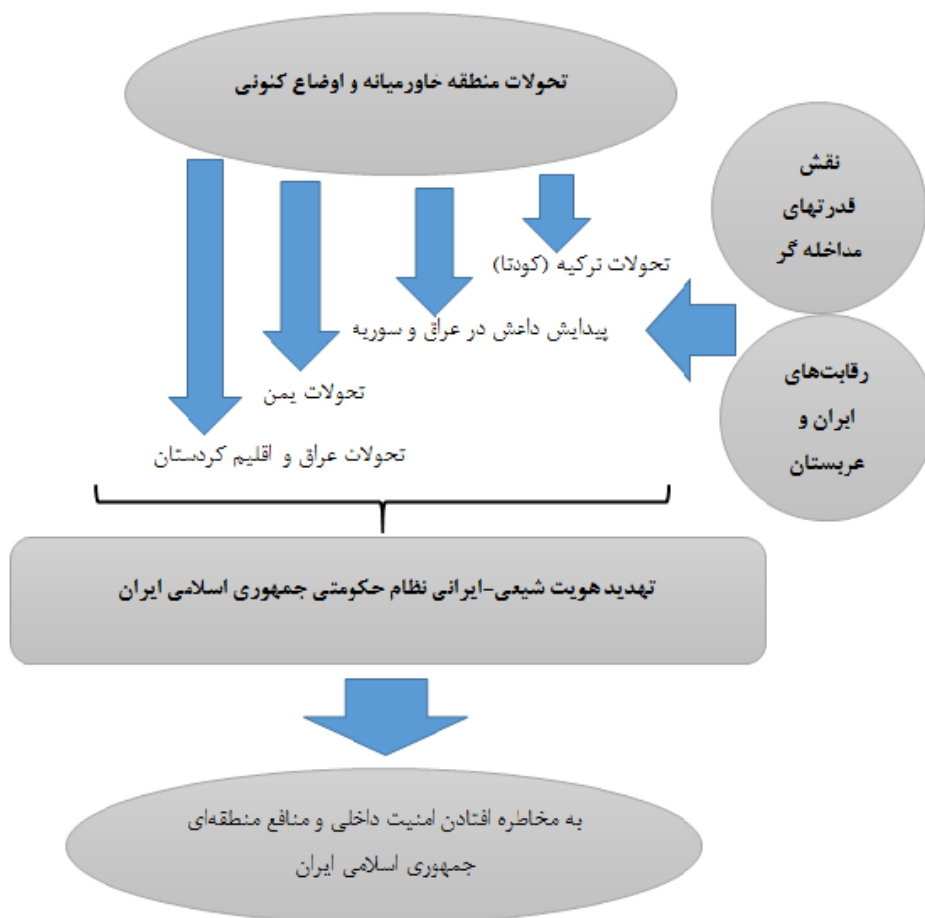 تحولات منطقه خاورمیانه و اوضاع کنونی
نقش
قدرتهای
مداخله گر
تحولات ترکیه (کودتا)
پیدایش داعش در عراق و سوریه
رقابت‌های
ایران و
عربستان
تحولات یمن
تحولات عراق و اقلیم کردستان
تهدید هویت شیعی-ایرانی نظام حکومتی جمهوری اسلامی ایران
به مخاطره افتادن امنیت داخلی و منافع منطقه‌ای
جمهوری اسلامی ایران